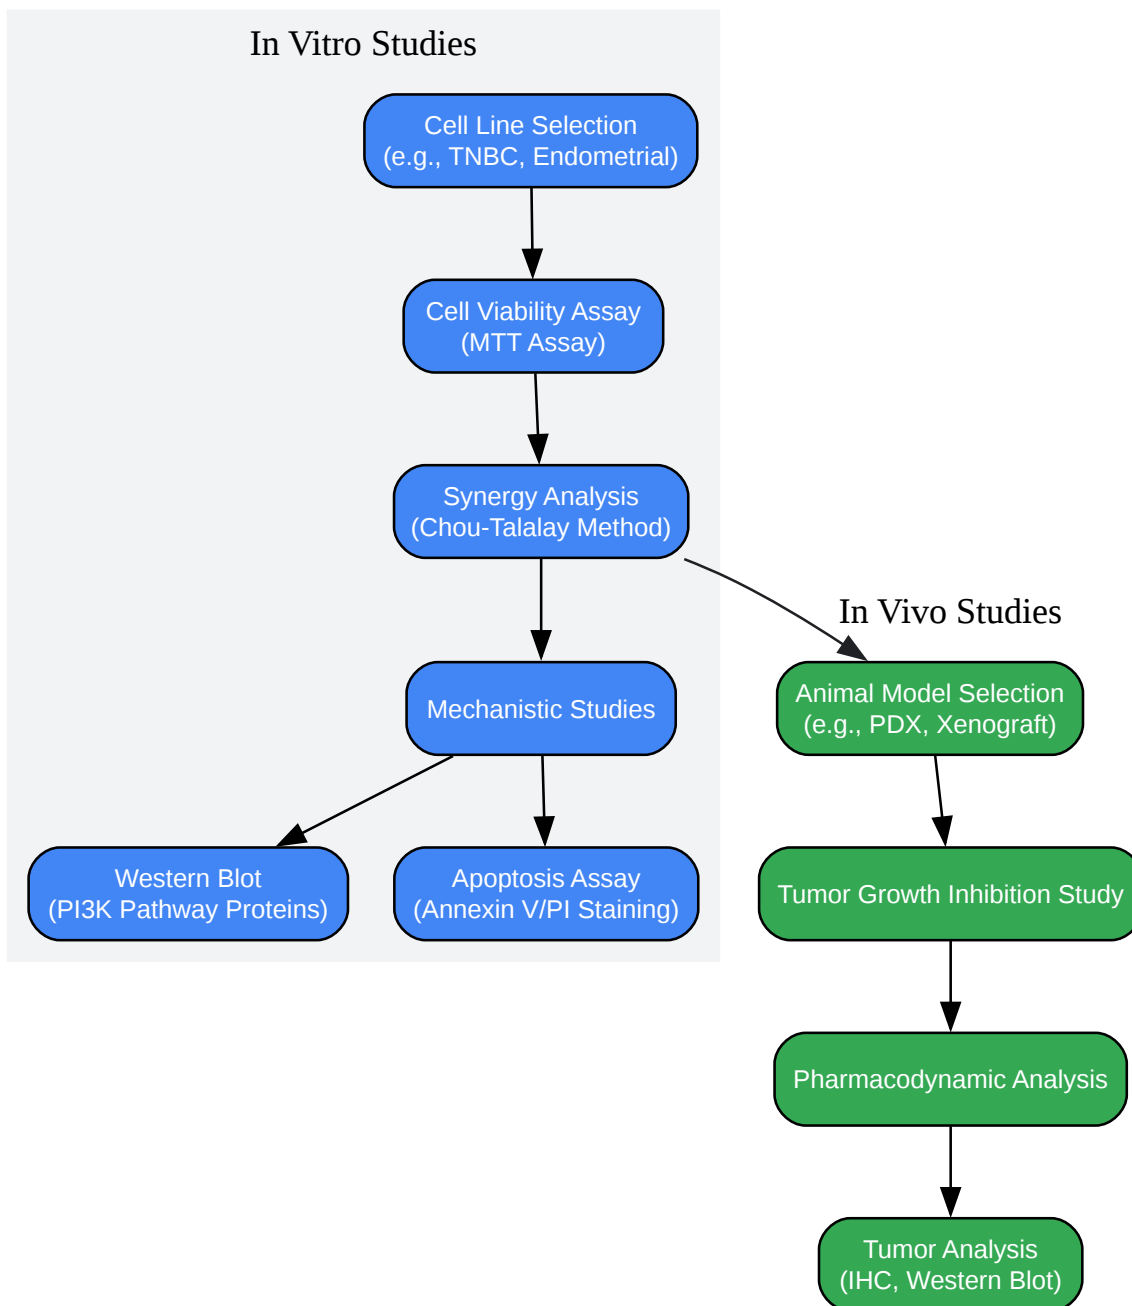 In Vitro Studies
Cell Line Selection
(e.g., TNBC, Endometrial)
Cell Viability Assay
(MTT Assay)
Synergy Analysis
(Chou-Talalay Method)
Mechanistic Studies
Western Blot
(PI3K Pathway Proteins)
Apoptosis Assay
(Annexin V/PI Staining)
In Vivo Studies
Animal Model Selection
(e.g., PDX, Xenograft)
Tumor Growth Inhibition Study
Pharmacodynamic Analysis
Tumor Analysis
(IHC, Western Blot)